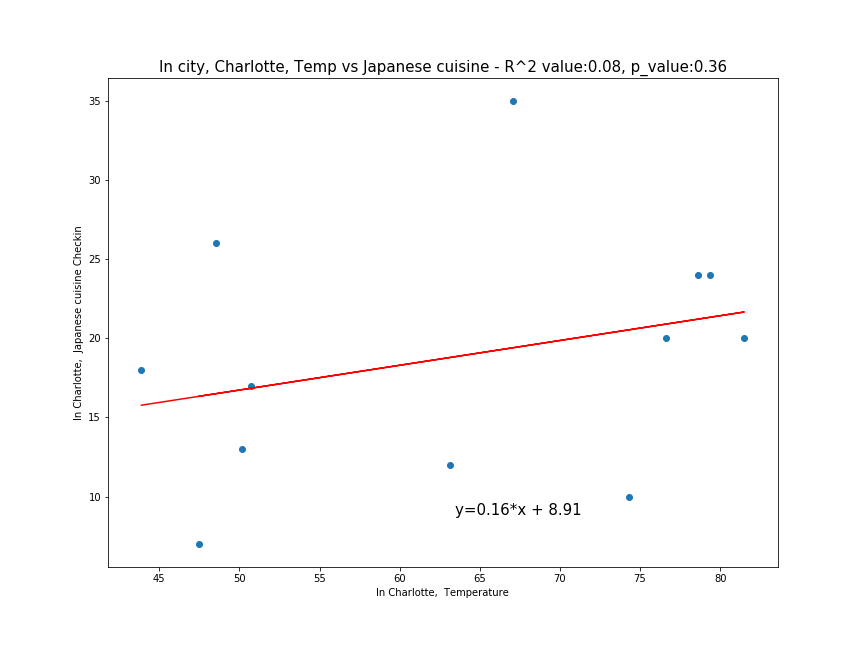 In city, Charlotte, Temp vs Japanese cuisine - R^2 value:0.08, p_value:0.36
In Charlotte,  Japanese cuisine Checkin
35
30
25
20
15
10
y=0.16*x + 8.91
45 50 55 60 65 70 75 80
In Charlotte,  Temperature